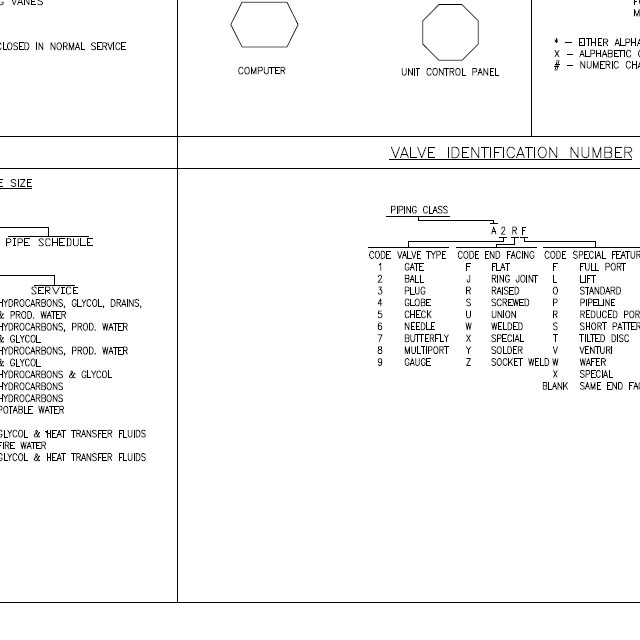 VANES
CLOSED IN NORMAL SERVICE
COMPUTER
UNIT CONTROL PANEL
* – EITHER ALPHA
X – ALPHABETIC
# – NUMERIC CHA
VALVE IDENTIFICATION NUMBER
SIZE
PIPE SCHEDULE
SERVICE
HYDROCARBONS, GLYCOL, DRAINS,
& PROD. WATER
HYDROCARBONS, PROD. WATER
& GLYCOL
HYDROCARBONS, PROD. WATER
& GLYCOL
HYDROCARBONS & GLYCOL
HYDROCARBONS
HYDROCARBONS
POTABLE WATER
GLYCOL & HEAT TRANSFER FLUIDS
FIRE WATER
GLYCOL & HEAT TRANSFER FLUIDS
PIPING CLASS
A 2 R F
CODE VALVE TYPE CODE END FACING CODE SPECIAL FEATUR
1 GATE F FLAT F FULL PORT
2 BALL J RING JOINT L LIFT
3 PLUG R RAISED O STANDARD
4 GLOBE S SCREWED P PIPELINE
5 CHECK U UNION R REDUCED POR
6 NEEDLE W WELDED S SHORT PATTER
7 BUTTERFLY X SPECIAL T TILTED DISC
8 MULTIPORT Y SOLDER V VENTURI
9 GAUGE Z SOCKET WELD W WAFER
X SPECIAL
BLANK SAME END FAC